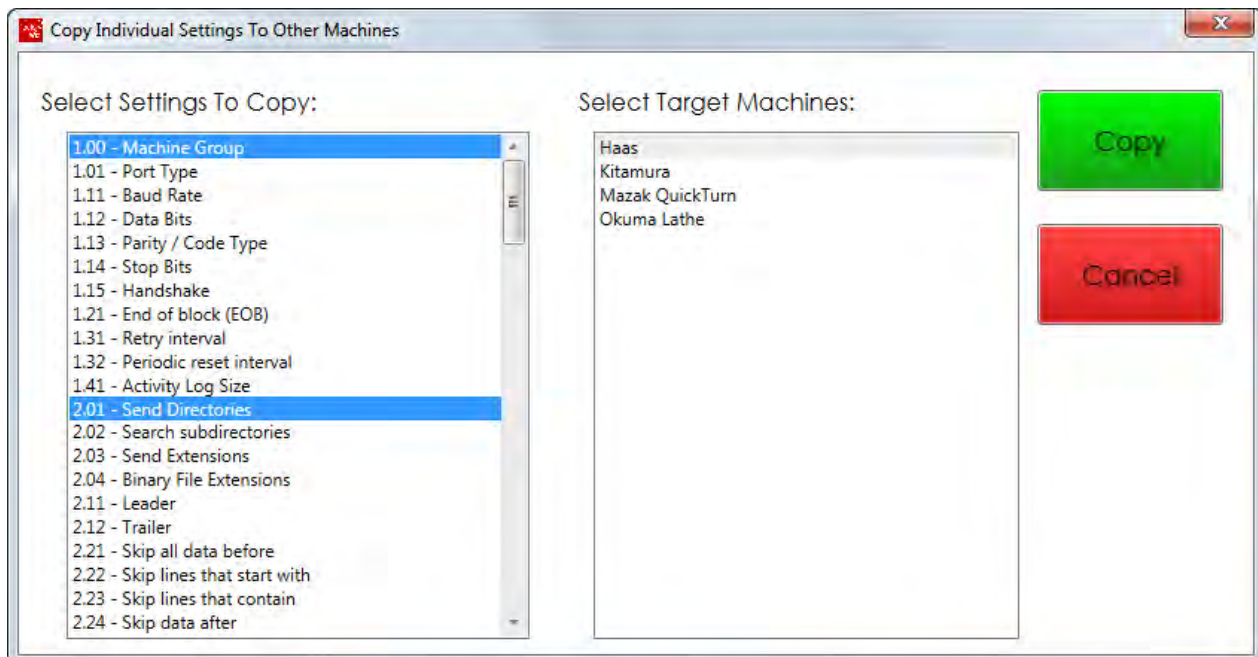 Copy Individual Settings To Other Machines
Select Settings To Copy:
1.00 - Machine Group
1.01 - Port Type
1.11 - Baud Rate
1.12 - Data Bits
1.13 - Parity / Code Type
1.14 - Stop Bits
1.15 - Handshake
1.21 - End of block (EOB)
1.31 - Retry interval
1.32 - Periodic reset interval
1.41 - Activity Log Size
2.01 - Send Directories
2.02 - Search subdirectories
2.03 - Send Extensions
2.04 - Binary File Extensions
2.11 - Leader
2.12 - Trailer
2.21 - Skip all data before
2.22 - Skip lines that start with
2.23 - Skip lines that contain
2.24 - Skip data after
Select Target Machines:
Haas
Kitamura
Mazak QuickTurn
Okuma Lathe
Copy
Cancel